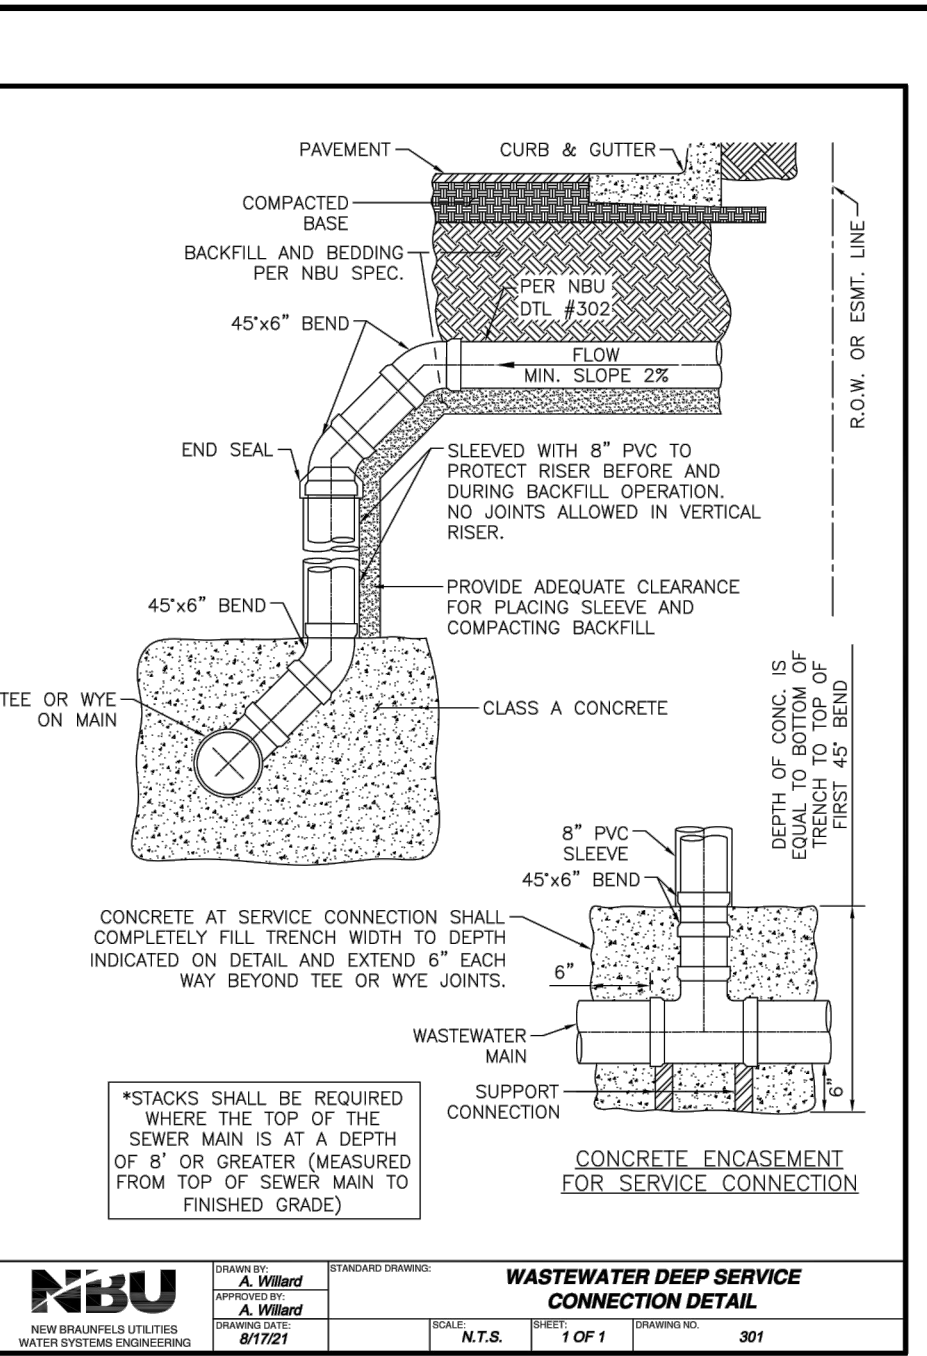 PAVEMENT
CURB & GUTTER
COMPACTED
BASE
BACKFILL AND BEDDING
PER NBU SPEC.
PER NBU
DTL #302
45°x6" BEND
FLOW
MIN. SLOPE 2%
R.O.W. OR ESMT. LINE
END SEAL
SLEEVED WITH 8" PVC TO
PROTECT RISER BEFORE AND
DURING BACKFILL OPERATION.
NO JOINTS ALLOWED IN VERTICAL
RISER.
PROVIDE ADEQUATE CLEARANCE
FOR PLACING SLEEVE AND
COMPACTING BACKFILL
45°x6" BEND
TEE OR WYE
ON MAIN
CLASS A CONCRETE
DEPTH OF CONC. IS
EQUAL TO BOTTOM OF
TRENCH TO TOP OF
FIRST 45° BEND
8" PVC
SLEEVE
45°x6" BEND
CONCRETE AT SERVICE CONNECTION SHALL
COMPLETELY FILL TRENCH WIDTH TO DEPTH
INDICATED ON DETAIL AND EXTEND 6" EACH
WAY BEYOND TEE OR WYE JOINTS.
6"
WASTEWATER
MAIN
SUPPORT
CONNECTION
6"
*STACKS SHALL BE REQUIRED
WHERE THE TOP OF THE
SEWER MAIN IS AT A DEPTH
OF 8' OR GREATER (MEASURED
FROM TOP OF SEWER MAIN TO
FINISHED GRADE)
CONCRETE ENCASEMENT
FOR SERVICE CONNECTION
NBU
NEW BRAUNFELS UTILITIES
WATER SYSTEMS ENGINEERING
DRAWN BY:
A. Willard
APPROVED BY:
A. Willard
DRAWING DATE:
8/17/21
STANDARD DRAWING:
WASTEWATER DEEP SERVICE
CONNECTION DETAIL
SCALE:
N.T.S.
SHEET:
1 OF 1
DRAWING NO.
301